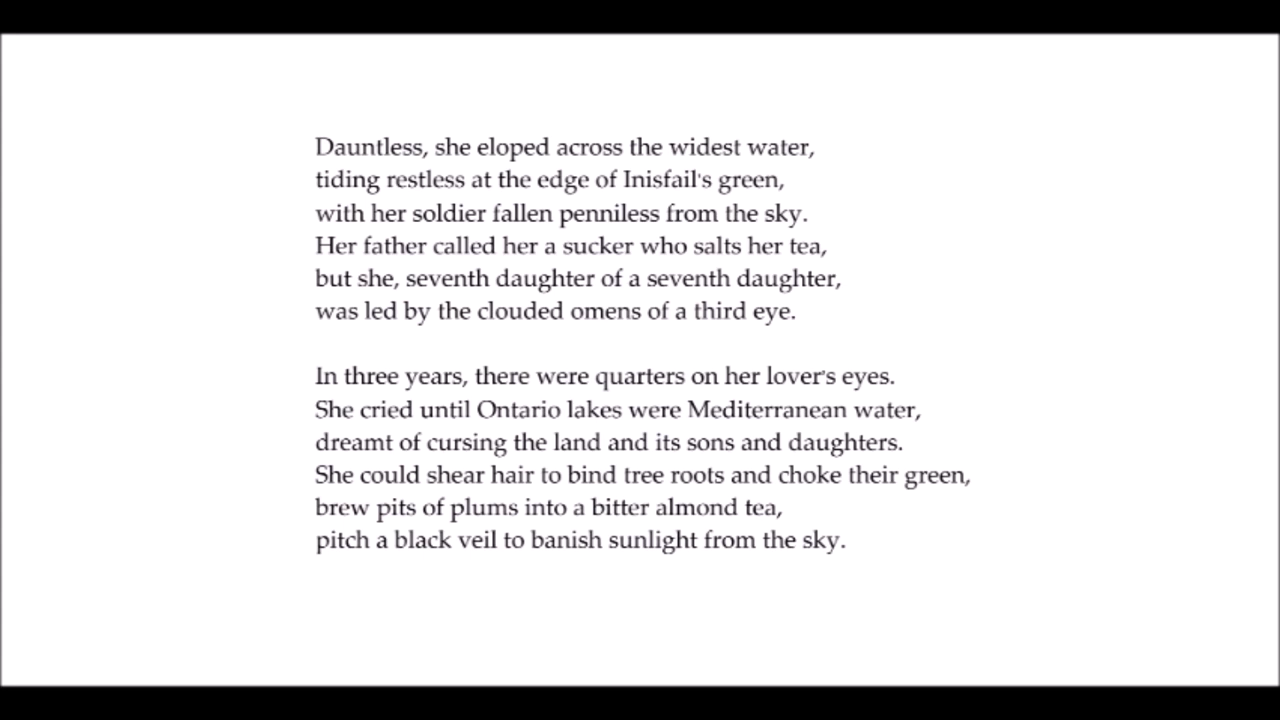 Dauntless, she eloped across the widest water,
tiding restless at the edge of Inisfail's green,
with her soldier fallen penniless from the sky.
Her father called her a sucker who salts her tea,
but she, seventh daughter of a seventh daughter,
was led by the clouded omens of a third eye.

In three years, there were quarters on her lover's eyes.
She cried until Ontario lakes were Mediterranean water,
dreamt of cursing the land and its sons and daughters.
She could shear hair to bind tree roots and choke their green,
brew pits of plums into a bitter almond tea,
pitch a black veil to banish sunlight from the sky.